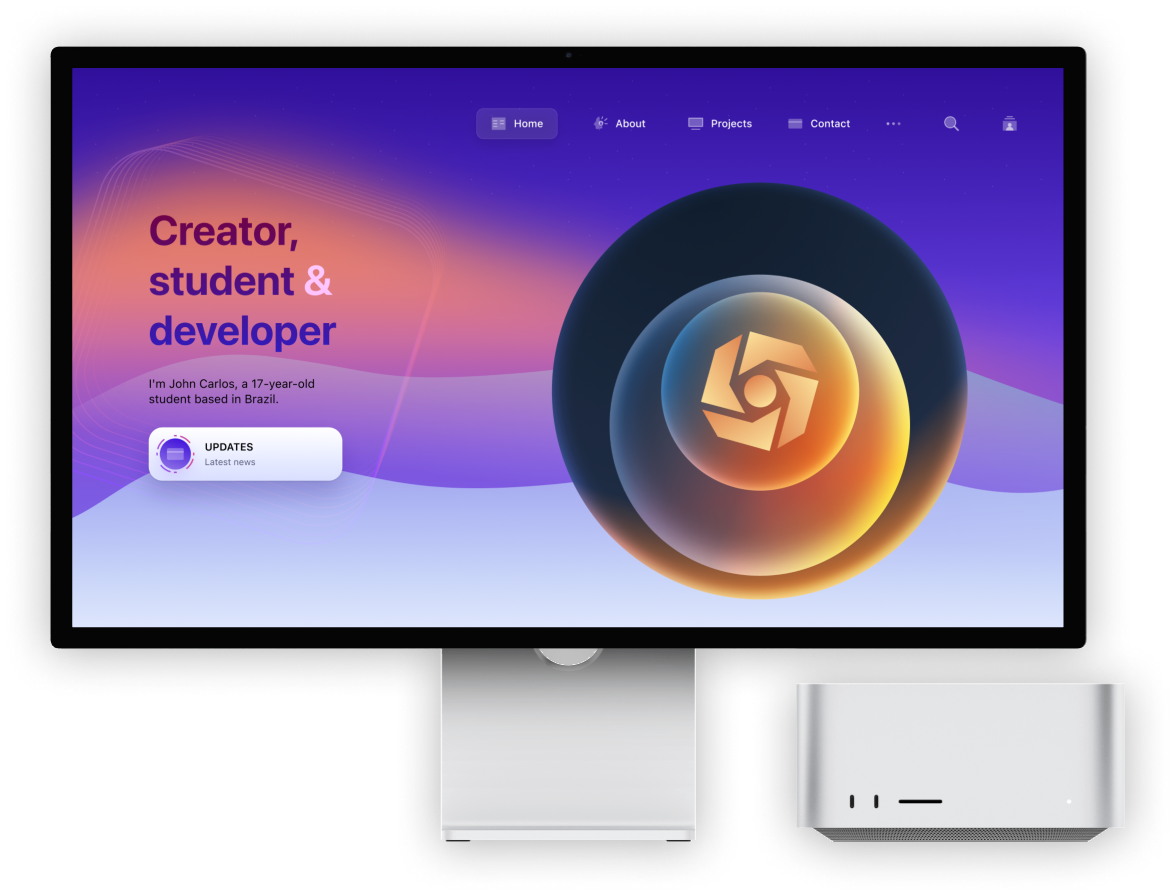 Home
About
Projects
Contact
Creator,
student &
developer
I'm John Carlos, a 17-year-old
student based in Brazil.
UPDATES
Latest news